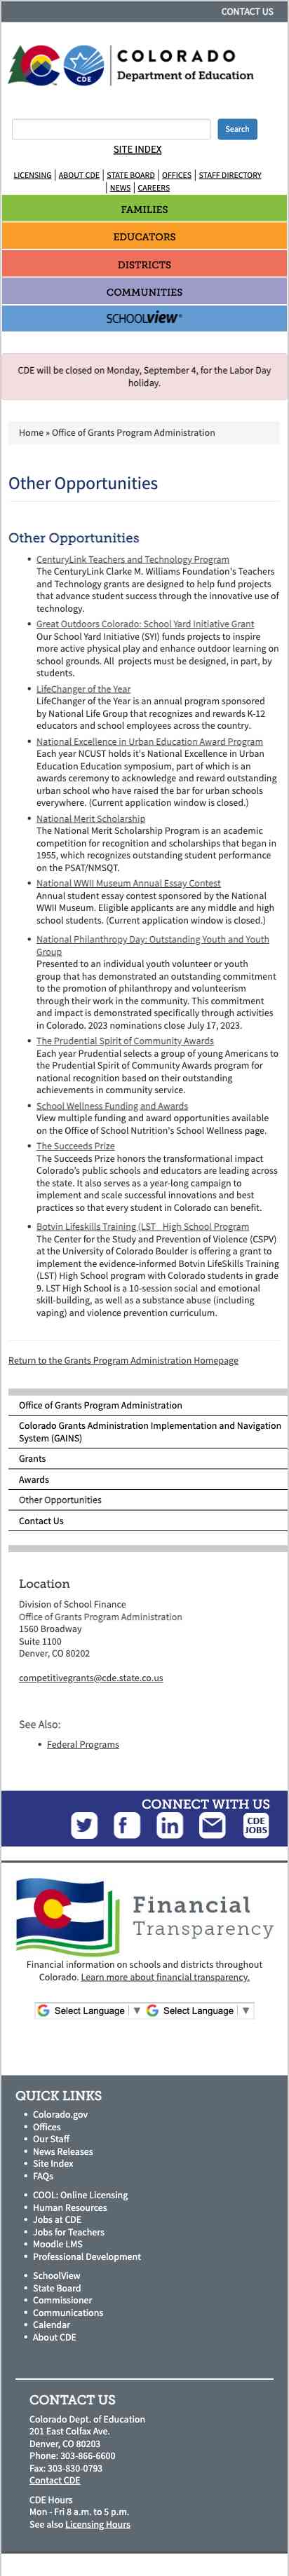 CONTACT US
COLORADO
Department of Education
CDE
Search
SITE INDEX
LICENSING | ABOUT CDE | STATE BOARD | OFFICES | STAFF DIRECTORY
| NEWS | CAREERS
FAMILIES
EDUCATORS
DISTRICTS
COMMUNITIES
SCHOOLVIEW
CDE will be closed on Monday, September 4, for the Labor Day
holiday.
Home » Office of Grants Program Administration
Other Opportunities
Other Opportunities
• CenturyLink Teachers and Technology Program
The CenturyLink Clarke M. Williams Foundation's Teachers
and Technology grants are designed to help fund projects
that advance student success through the innovative use of
technology.
• Great Outdoors Colorado: School Yard Initiative Grant
Our School Yard Initiative (SYI) funds projects to inspire
more active physical play and enhance outdoor learning on
school grounds. All projects must be designed, in part, by
students.
• LifeChanger of the Year
LifeChanger of the Year is an annual program sponsored
by National Life Group that recognizes and rewards K-12
educators and school employees across the country.
• National Excellence in Urban Education Award Program
Each year NCUST holds it's National Excellence in Urban
Education Education symposium, part of which is an
awards ceremony to acknowledge and reward outstanding
urban school who have raised the bar for urban schools
everywhere. (Current application window is closed.)
• National Merit Scholarship
The National Merit Scholarship Program is an academic
competition for recognition and scholarships that began in
1955, which recognizes outstanding student performance
on the PSAT/NMSQT.
• National WWII Museum Annual Essay Contest
Annual student essay contest sponsored by the National
WWII Museum. Eligible applicants are any middle and high
school students. (Current application window is closed.)
• National Philanthropy Day: Outstanding Youth and Youth
Group
Presented to an individual youth volunteer or youth
group that has demonstrated an outstanding commitment
to the promotion of philanthropy and volunteerism
through their work in the community. This commitment
and impact is demonstrated specifically through activities
in Colorado. 2023 nominations close July 17, 2023.
• The Prudential Spirit of Community Awards
Each year Prudential selects a group of young Americans to
the Prudential Spirit of Community Awards program for
national recognition based on their outstanding
achievements in community service.
• School Wellness Funding and Awards
View multiple funding and award opportunities available
on the Office of School Nutrition's School Wellness page.
• The Succeeds Prize
The Succeeds Prize honors the transformational impact
Colorado's public schools and educators are leading across
the state. It also serves as a year-long campaign to
implement and scale successful innovations and best
practices so that every student in Colorado can benefit.
• Botvin Lifeskills Training (LST_ High School Program
The Center for the Study and Prevention of Violence (CSPV)
at the University of Colorado Boulder is offering a grant to
implement the evidence-informed Botvin LifeSkills Training
(LST) High School program with Colorado students in grade
9. LST High School is a 10-session social and emotional
skill-building, as well as a substance abuse (including
vaping) and violence prevention curriculum.
Return to the Grants Program Administration Homepage
Office of Grants Program Administration
Colorado Grants Administration Implementation and Navigation
System (GAINS)
Grants
Awards
Other Opportunities
Contact Us
Location
Division of School Finance
Office of Grants Program Administration
1560 Broadway
Suite 1100
Denver, CO 80202
competitivegrants@cde.state.co.us
See Also:
• Federal Programs
CONNECT WITH US
CDE
JOBS
Financial
Transparency
Financial information on schools and districts throughout
Colorado. Learn more about financial transparency.
Select Language ▼ Select Language ▼
QUICK LINKS
• Colorado.gov
• Offices
• Our Staff
• News Releases
• Site Index
• FAQs
• COOL: Online Licensing
• Human Resources
• Jobs at CDE
• Jobs for Teachers
• Moodle LMS
• Professional Development
• SchoolView
• State Board
• Commissioner
• Communications
• Calendar
• About CDE
CONTACT US
Colorado Dept. of Education
201 East Colfax Ave.
Denver, CO 80203
Phone: 303-866-6600
Fax: 303-830-0793
Contact CDE
CDE Hours
Mon - Fri 8 a.m. to 5 p.m.
See also Licensing Hours